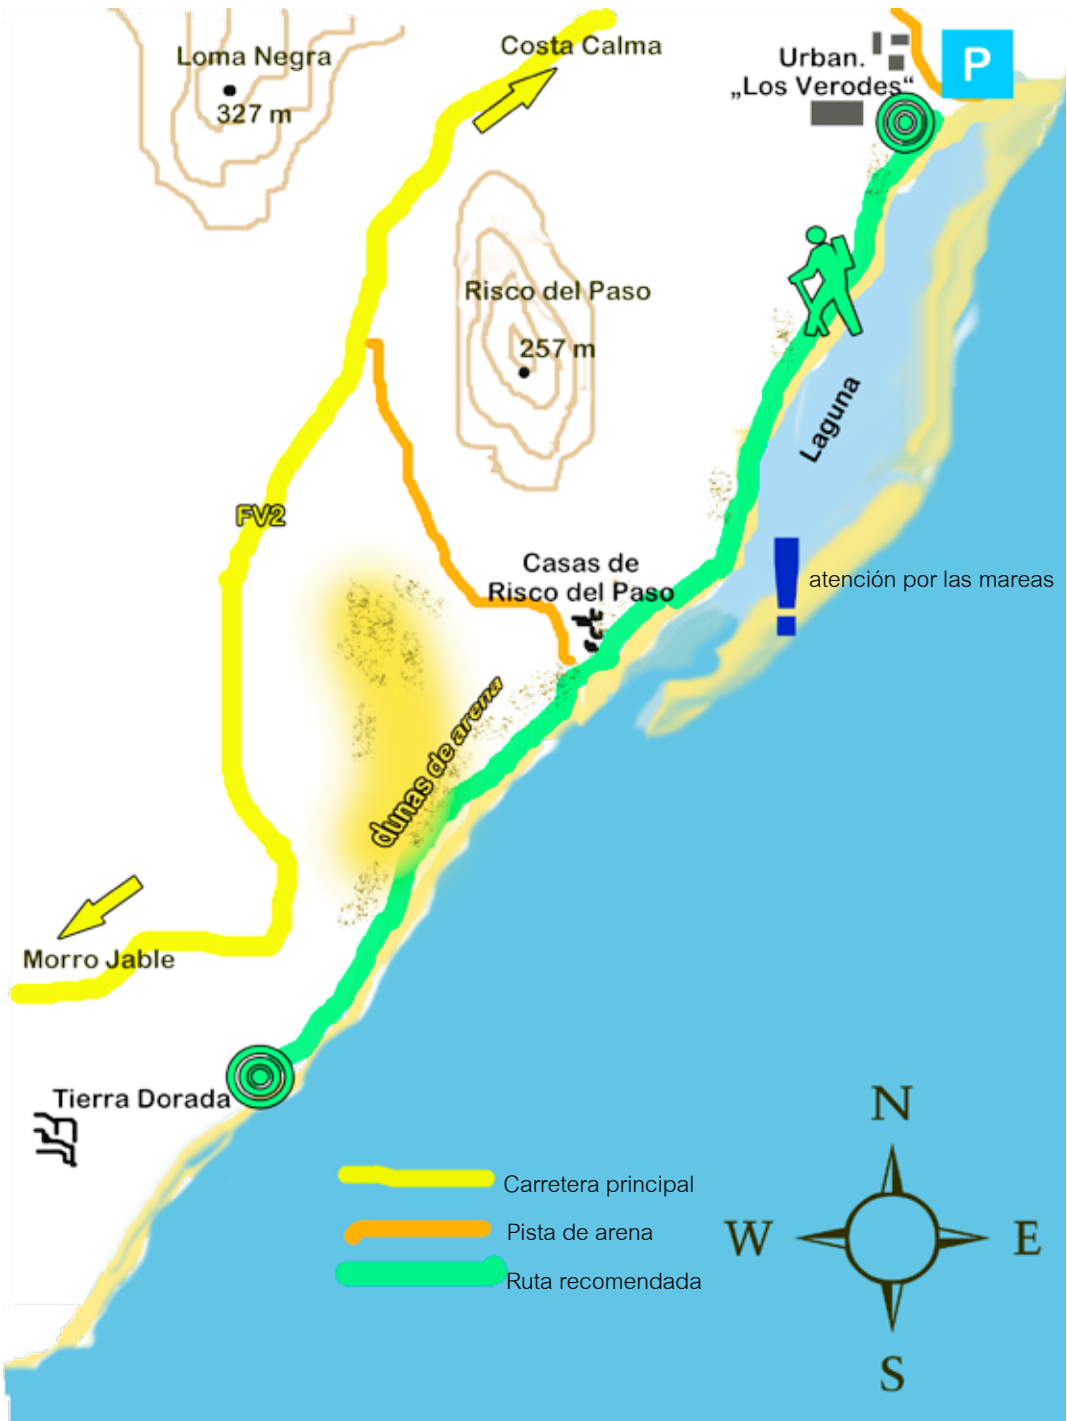 Loma Negra
327 m
Costa Calma
Urban.
„Los Verodes“
P
Risco del Paso
257 m
Laguna
FV2
Casas de
Risco del Paso
atención por las mareas
!
dunas de arena
Morro Jable
Tierra Dorada
Carretera principal
Pista de arena
Ruta recomendada
N
W
E
S